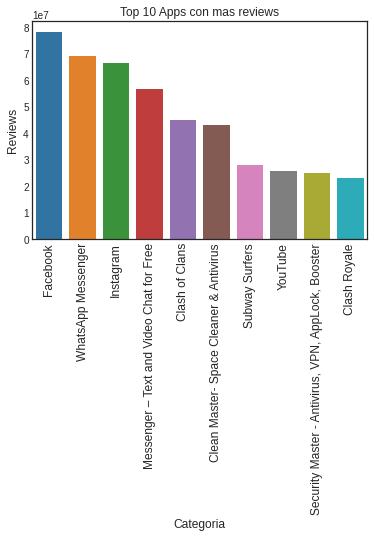 Top 10 Apps con mas reviews
1e7
8
7
6
5
4
3
2
1
0
Reviews
Facebook
WhatsApp Messenger
Instagram
Messenger – Text and Video Chat for Free
Clash of Clans
Clean Master- Space Cleaner & Antivirus
Subway Surfers
YouTube
Security Master - Antivirus, VPN, AppLock, Booster
Clash Royale
Categoria